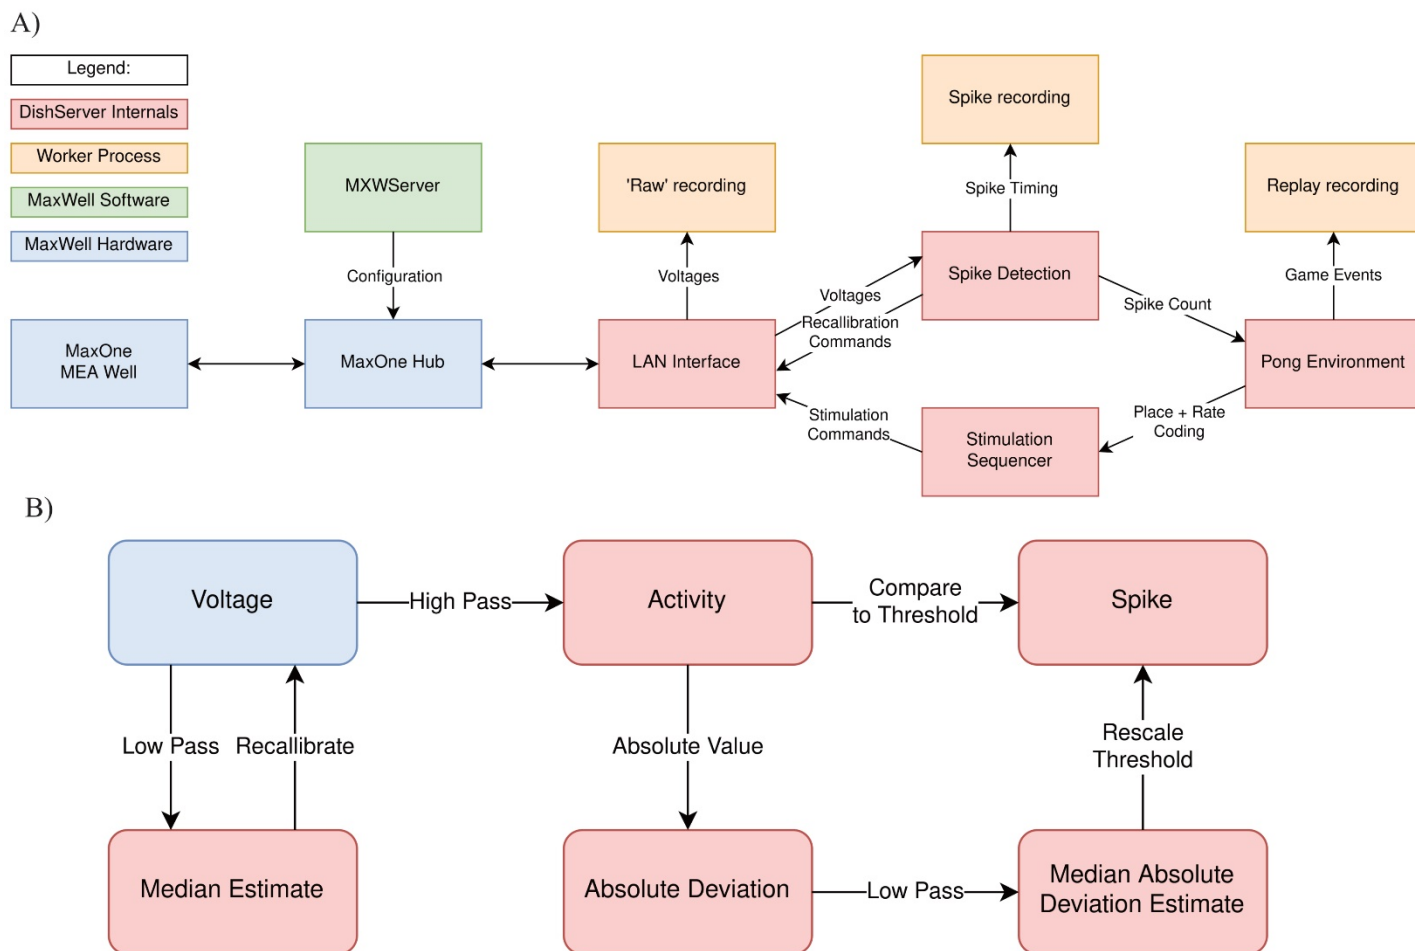 A)
Legend:
DishServer Internals
Worker Process
MaxWell Software
MaxWell Hardware
MXWServer
'Raw' recording
Spike recording
Replay recording
Configuration
Voltages
Spike Timing
Game Events
Voltages
Recallibration
Commands
Spike Detection
Spike Count
MaxOne
MEA Well
MaxOne Hub
LAN Interface
Pong Environment
Stimulation
Commands
Stimulation
Sequencer
Place + Rate
Coding
B)
Voltage
High Pass
Activity
Compare
to Threshold
Spike
Low Pass
Recallibrate
Absolute Value
Rescale
Threshold
Median Estimate
Absolute Deviation
Low Pass
Median Absolute
Deviation Estimate